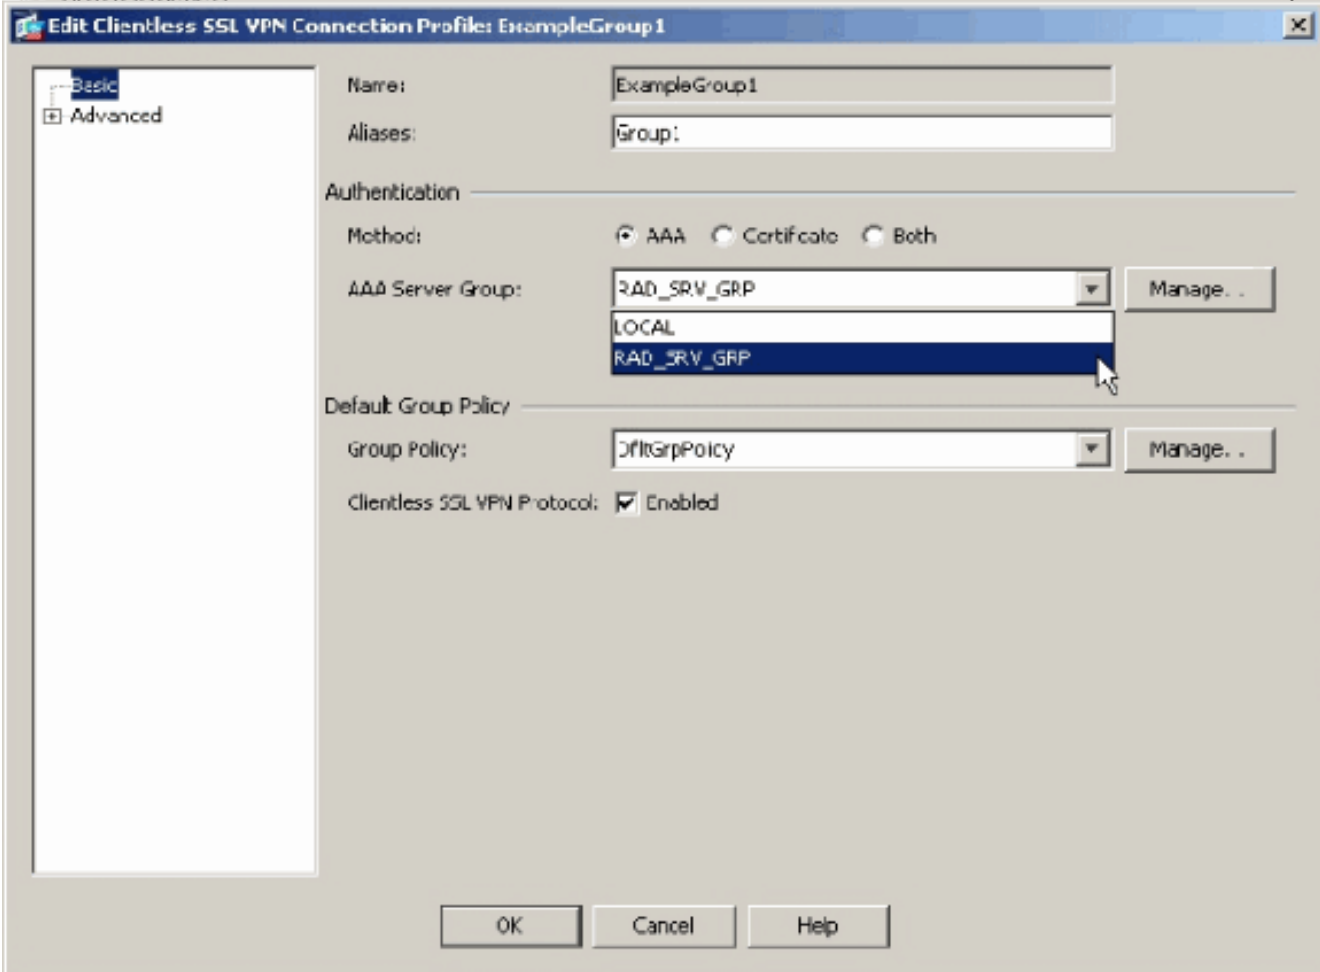 Edit Clientless SSL VPN Connection Profile: ExampleGroup1
Basic
Advanced
Name: ExampleGroup1
Aliases: Group1
Authentication
Method: AAA Certificate Both
AAA Server Group: RAD_SRV_GRP Manage...
LOCAL
RAD_SRV_GRP
Default Group Policy
Group Policy: DfltGrpPolicy Manage...
Clientless SSL VPN Protocol: Enabled
OK Cancel Help